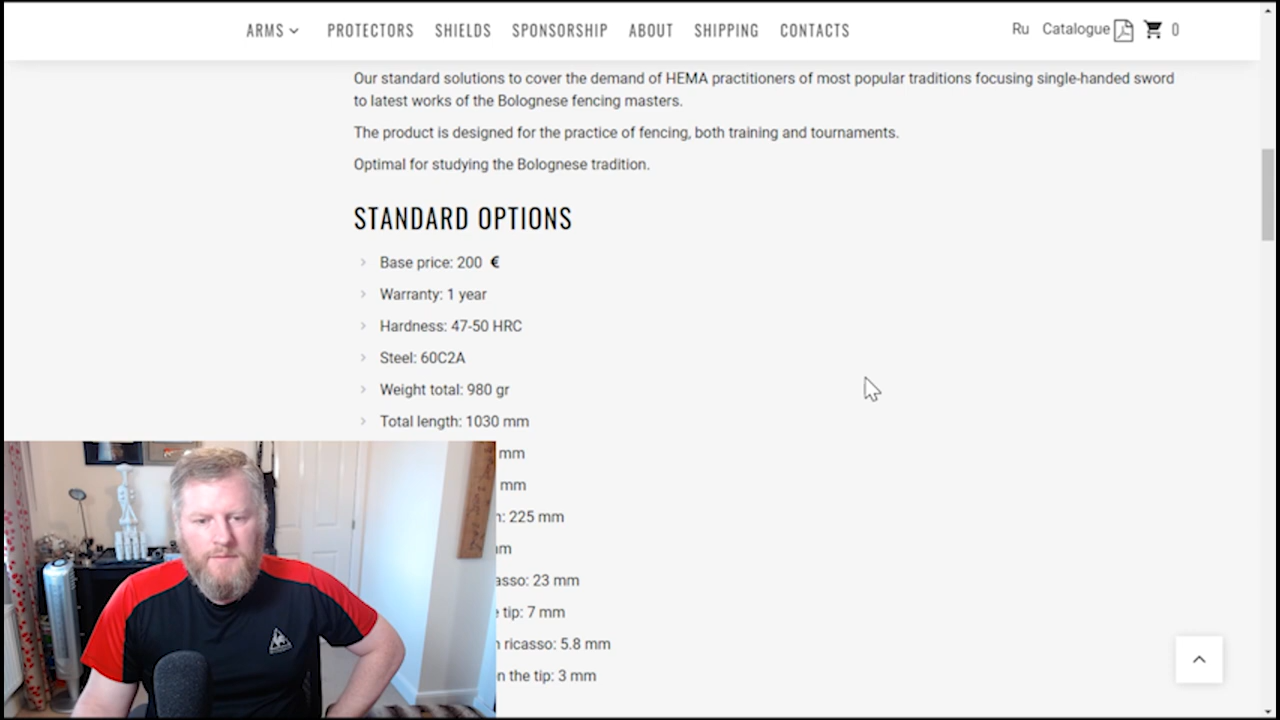 ARMS PROTECTORS SHIELDS SPONSORSHIP ABOUT SHIPPING CONTACTS Ru Catalogue 0
Our standard solutions to cover the demand of HEMA practitioners of most popular traditions focusing single-handed sword
to latest works of the Bolognese fencing masters.
The product is designed for the practice of fencing, both training and tournaments.
Optimal for studying the Bolognese tradition.
STANDARD OPTIONS
Base price: 200 €
Warranty: 1 year
Hardness: 47-50 HRC
Steel: 60C2A
Weight total: 980 gr
Total length: 1030 mm
mm
mm
: 225 mm
asso: 23 mm
tip: 7 mm
ricasso: 5.8 mm
n the tip: 3 mm